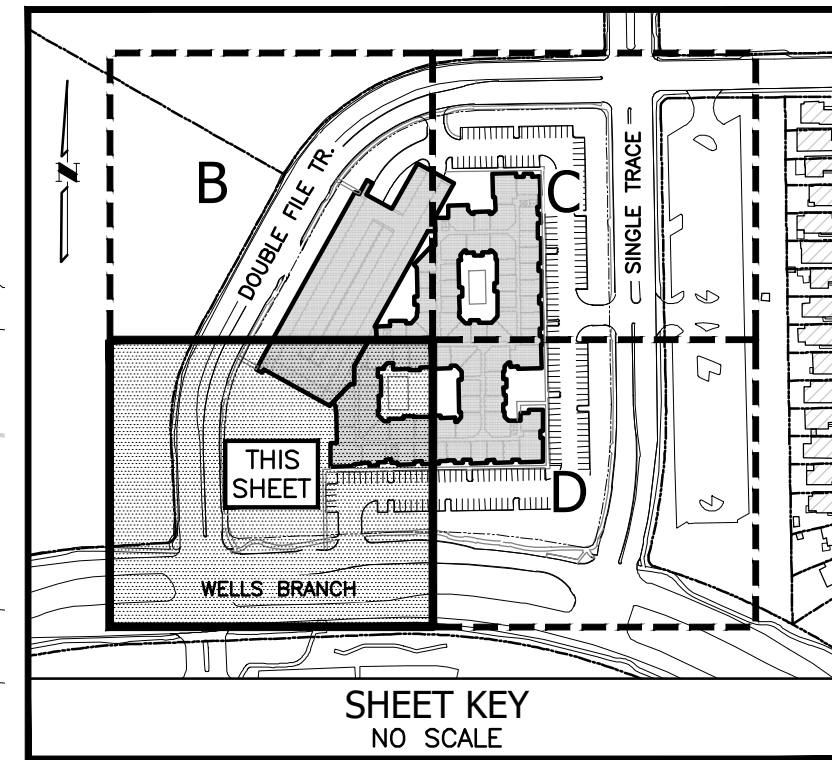 B
DOUBLE FILE TR.
C
SINGLE TRACE
N
THIS
SHEET
D
WELLS BRANCH
SHEET KEY
NO SCALE